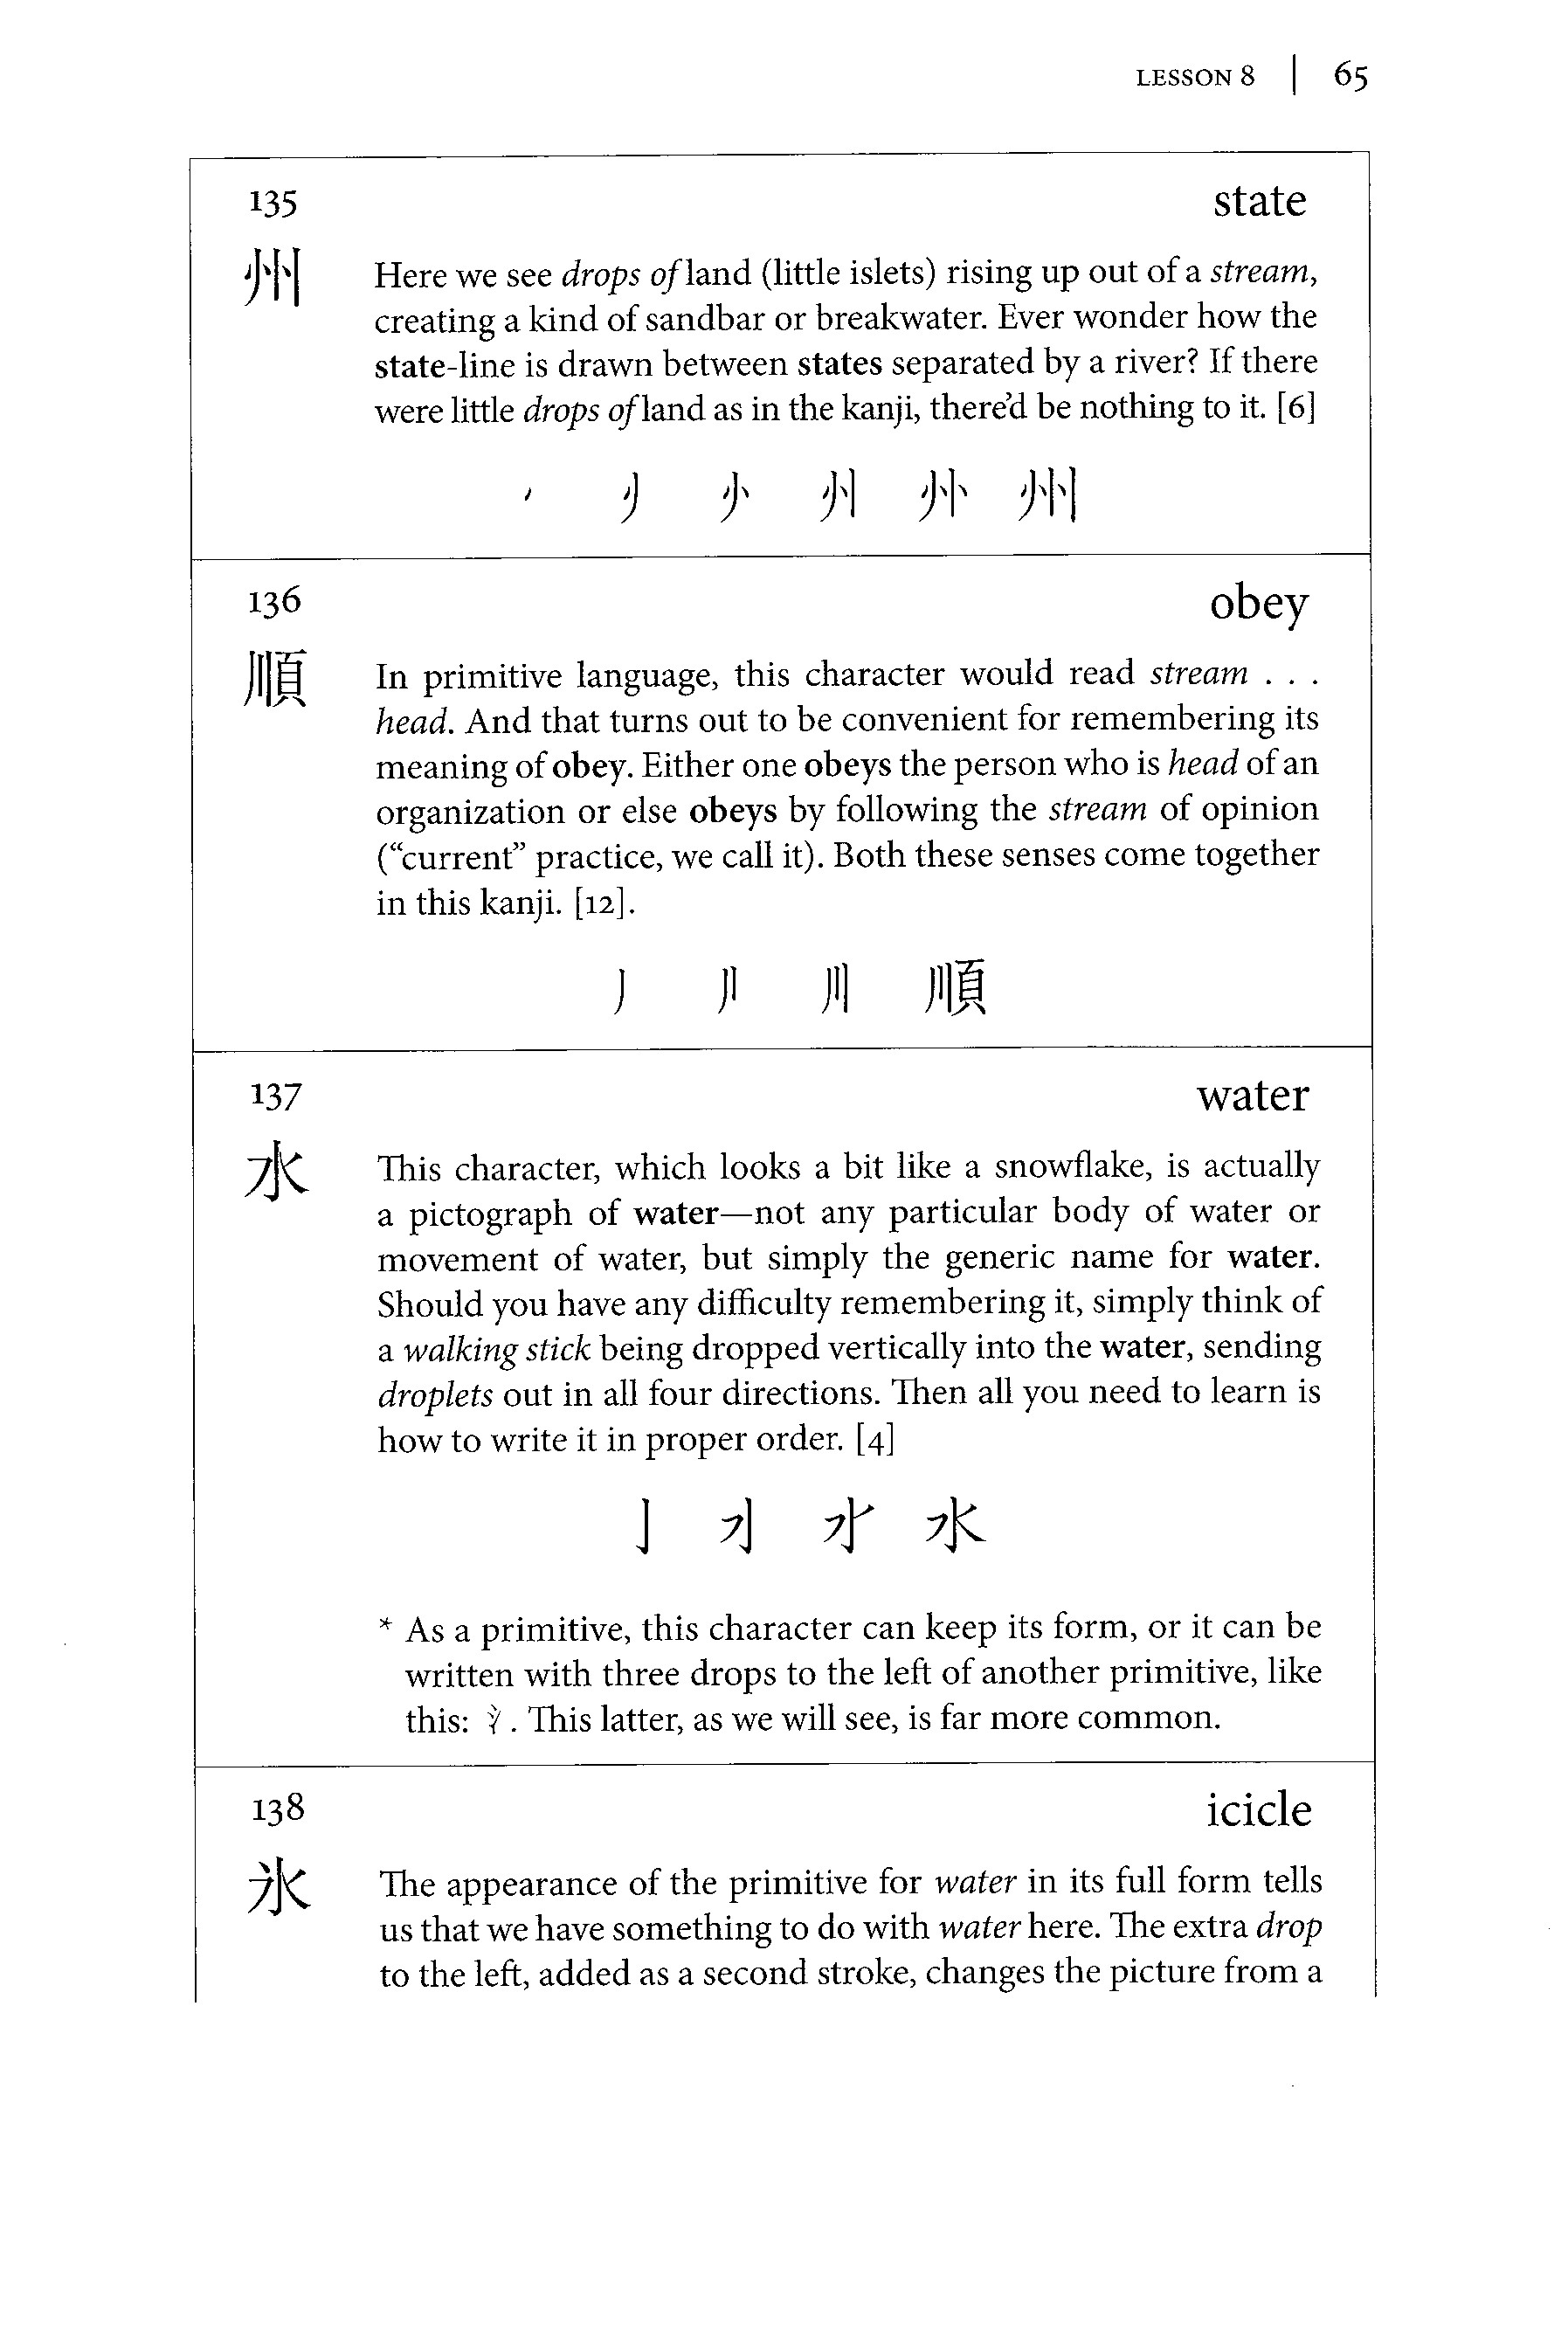 LESSON 8 | 65
135 state
州 Here we see drops of land (little islets) rising up out of a stream,
creating a kind of sandbar or breakwater. Ever wonder how the
state-line is drawn between states separated by a river? If there
were little drops of land as in the kanji, there’d be nothing to it. [6]
州
136 obey
順 In primitive language, this character would read stream . . .
head. And that turns out to be convenient for remembering its
meaning of obey. Either one obeys the person who is head of an
organization or else obeys by following the stream of opinion
(“current” practice, we call it). Both these senses come together
in this kanji. [12].
丿 川 順
137 water
水 This character, which looks a bit like a snowflake, is actually
a pictograph of water—not any particular body of water or
movement of water, but simply the generic name for water.
Should you have any difficulty remembering it, simply think of
a walking stick being dropped vertically into the water, sending
droplets out in all four directions. Then all you need to learn is
how to write it in proper order. [4]
亅 水
* As a primitive, this character can keep its form, or it can be
written with three drops to the left of another primitive, like
this: 氵. This latter, as we will see, is far more common.
138 icicle
氷 The appearance of the primitive for water in its full form tells
us that we have something to do with water here. The extra drop
to the left, added as a second stroke, changes the picture from a